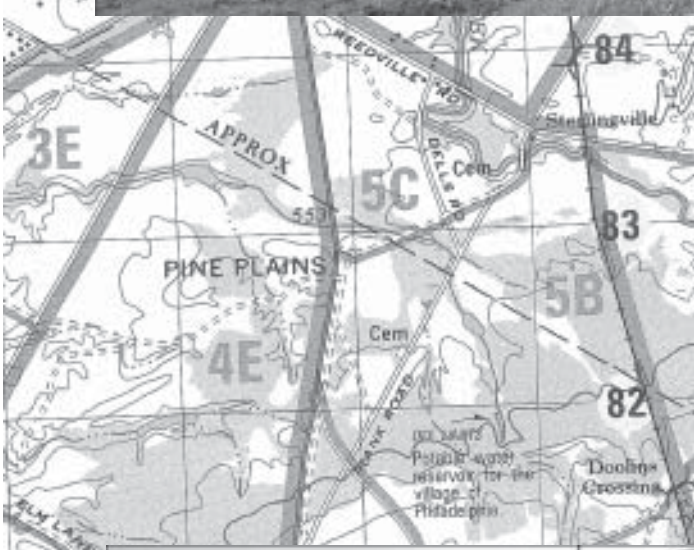 REEDVILLE RD
84
Sterlingville
APPROX
3E
DELLS RD
Cem
5C
553
83
PINE PLAINS
5B
Cem
4E
82
ROAD
Potable water
reservoir for the
village of
Philadelphia
Doolins
Crossing
ELM LANE